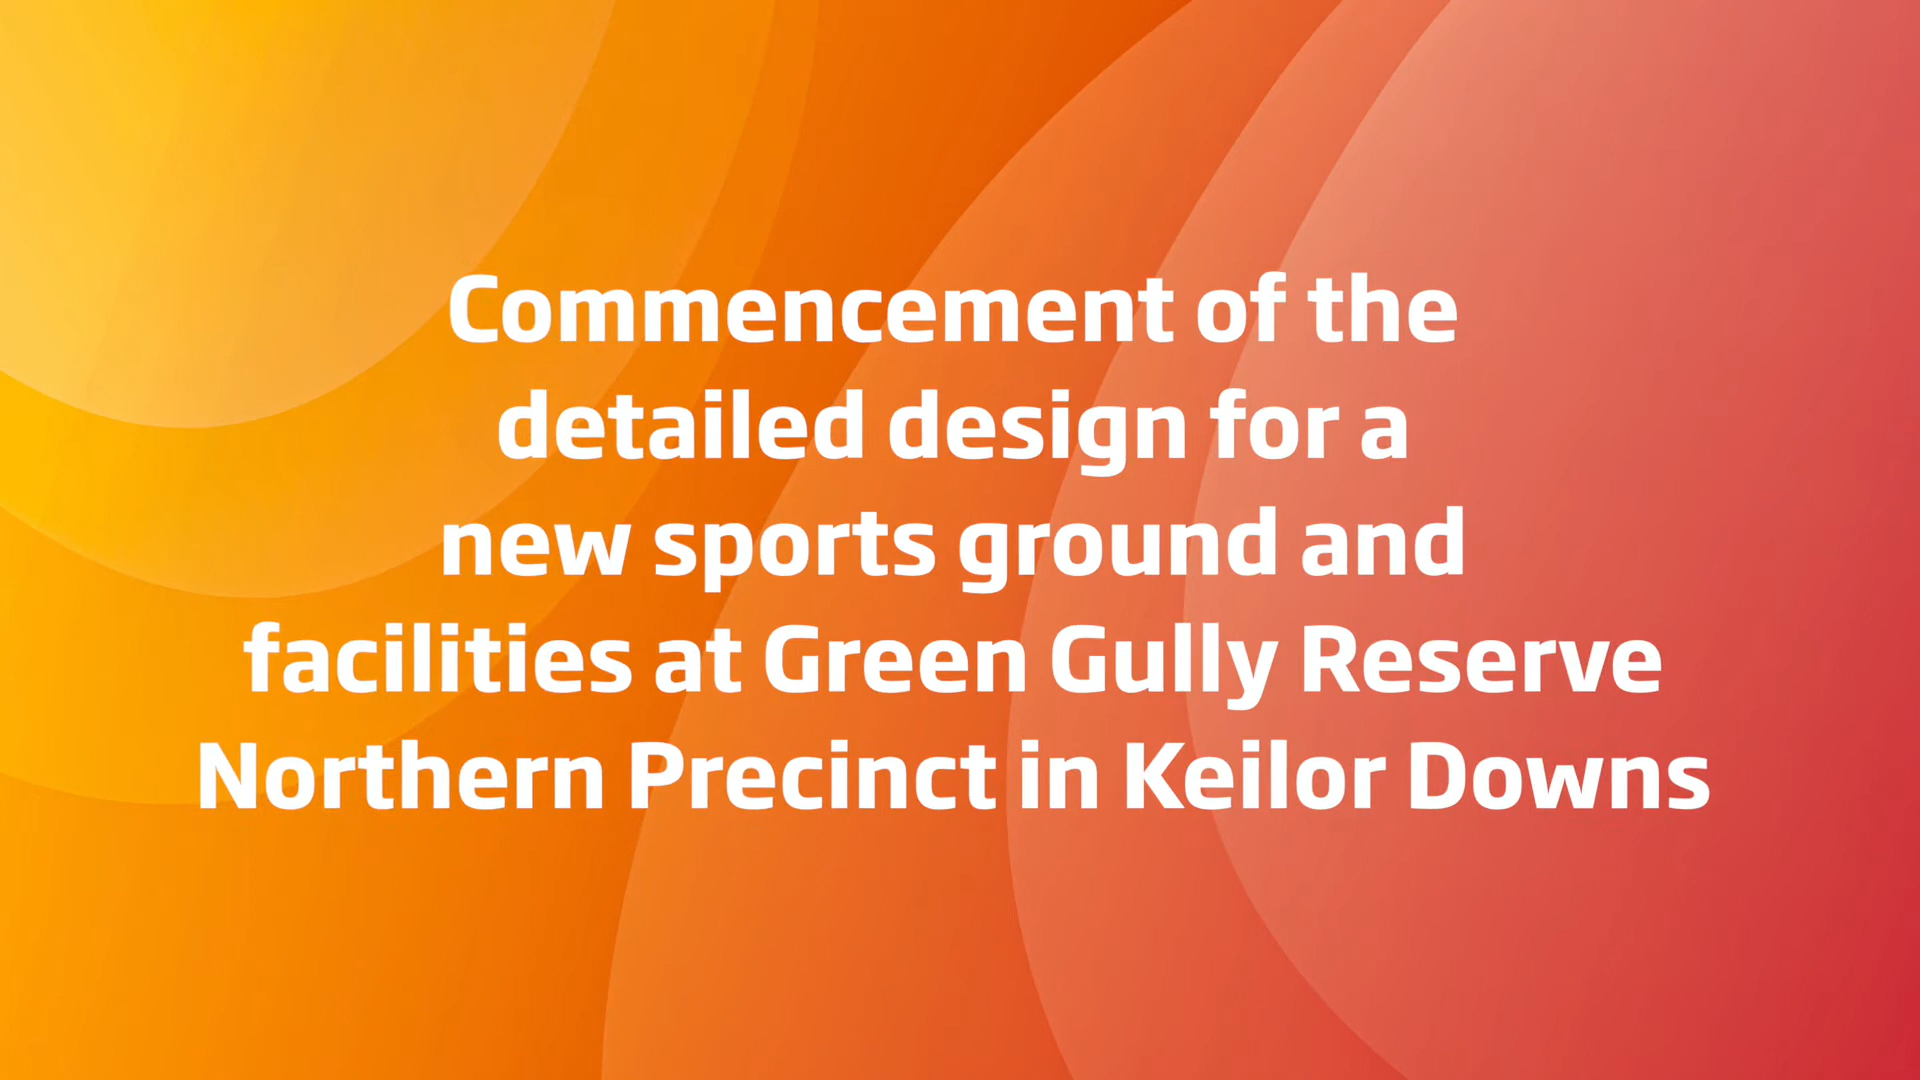 Commencement of the
detailed design for a
new sports ground and
facilities at Green Gully Reserve
Northern Precinct in Keilor Downs